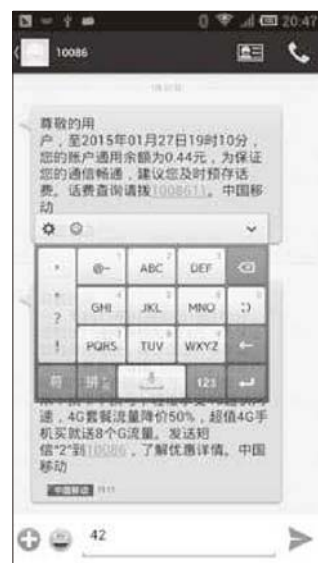 20:47
10086
尊敬的用
户，至2015年01月27日19时10分，
您的账户通用余额为0.44元，为保证
您的通信畅通，建议您及时预存话
费。话费查询请拨1008611。中国移
动
@~ ABC DEF
GHI JKL MNO :)
?
! PQRS TUV WXYZ
符 拼 123
速，4G套餐流量降价50%，超值4G手
机买就送8个G流量。发送短
信“2”到10086，了解优惠详情。中国
移动
中国移动 19:11
42